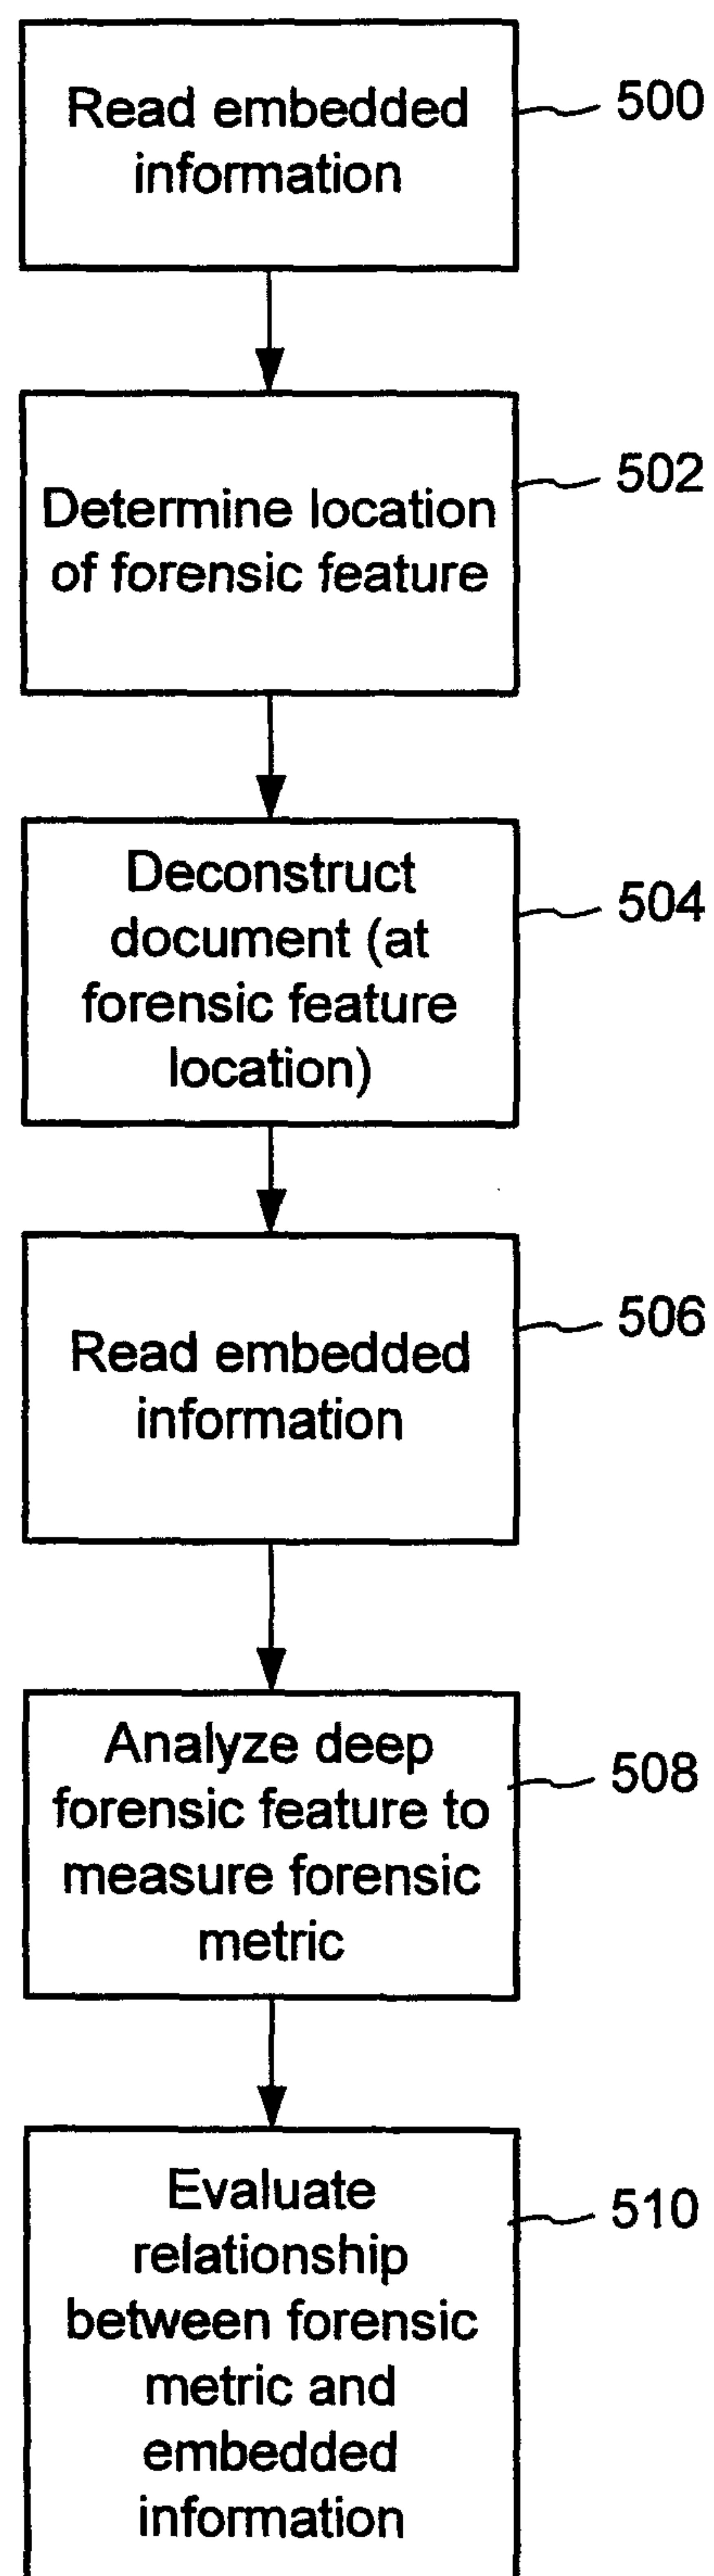 Read embedded
information
500
Determine location
of forensic feature
502
Deconstruct
document (at
forensic feature
location)
504
Read embedded
information
506
Analyze deep
forensic feature to
measure forensic
metric
508
Evaluate
relationship
between forensic
metric and
embedded
information
510